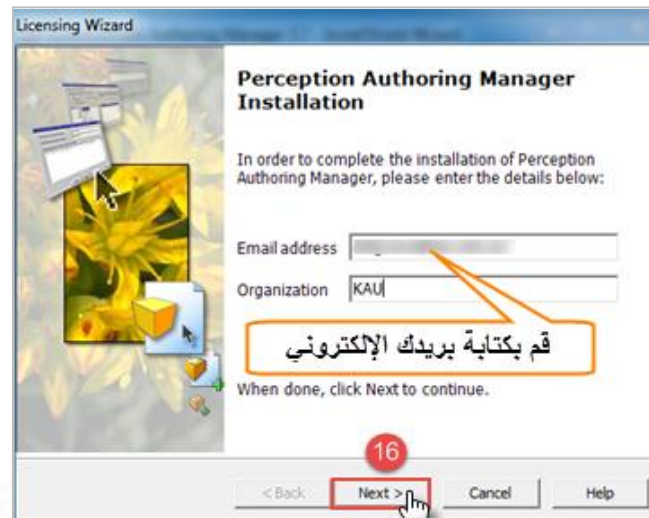 Licensing Wizard
Perception Authoring Manager
Installation
In order to complete the installation of Perception
Authoring Manager, please enter the details below:
Email address
Organization KAU
قم بكتابة بريدك الإلكتروني
When done, click Next to continue.
16
< Back Next > Cancel Help